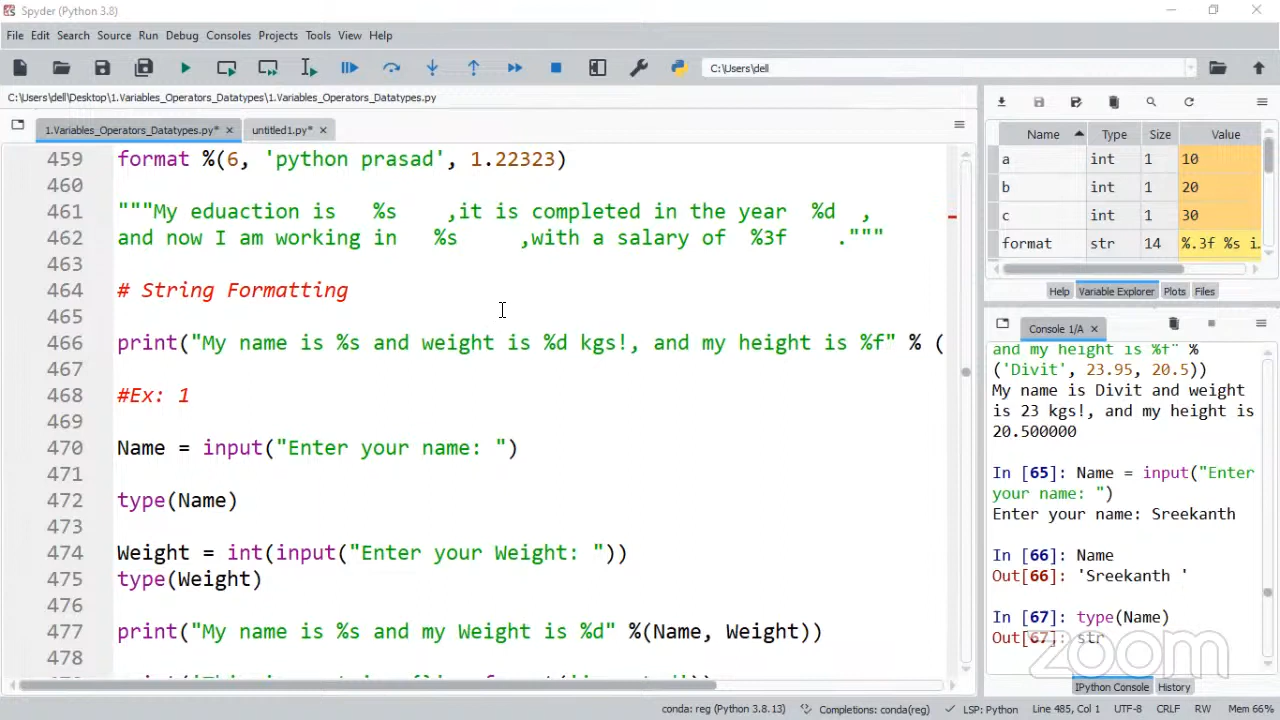 Spyder (Python 3.8)
File Edit Search Source Run Debug Consoles Projects Tools View Help
C:\Users\dell
C:\Users\dell\Desktop\1.Variables_Operators_Datatypes\1.Variables_Operators_Datatypes.py
1.Variables_Operators_Datatypes.py* untitled1.py*
459 format %(6, 'python prasad', 1.22323)
460
461 """My eduaction is %s ,it is completed in the year %d ,
462 and now I am working in %s ,with a salary of %3f ."""
463
464 # String Formatting
465
466 print("My name is %s and weight is %d kgs!, and my height is %f" % (
467
468 #Ex: 1
469
470 Name = input("Enter your name: ")
471
472 type(Name)
473
474 Weight = int(input("Enter your Weight: "))
475 type(Weight)
476
477 print("My name is %s and my Weight is %d" %(Name, Weight))
478
Name Type Size Value
a int 1 10
b int 1 20
c int 1 30
format str 14 %.3f %s i
Help Variable Explorer Plots Files
Console 1/A
and my height is %f" %
('Divit', 23.95, 20.5))
My name is Divit and weight
is 23 kgs!, and my height is
20.500000
In [65]: Name = input("Enter
your name: ")
Enter your name: Sreekanth
In [66]: Name
Out[66]: 'Sreekanth '
In [67]: type(Name)
Out[67]: str
zoom
IPython Console History
conda: reg (Python 3.8.13) Completions: conda(reg) LSP: Python Line 485, Col 1 UTF-8 CRLF RW Mem 66%